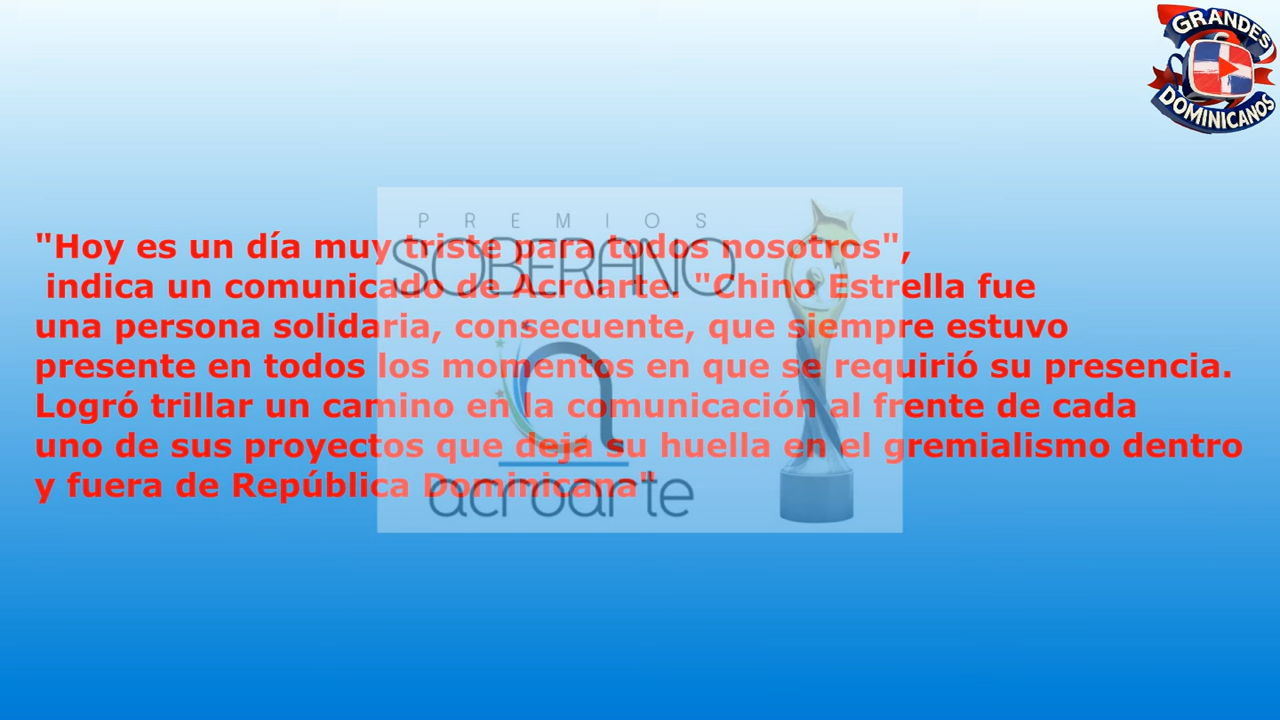 GRANDES
DOMINICANOS
PREMIOS
SOBERANO
"Hoy es un día muy triste para todos nosotros",
indica un comunicado de Acroarte. "Chino Estrella fue
una persona solidaria, consecuente, que siempre estuvo
presente en todos los momentos en que se requirió su presencia.
Logró trillar un camino en la comunicación al frente de cada
uno de sus proyectos que deja su huella en el gremialismo dentro
y fuera de República Dominicana"
acroarte